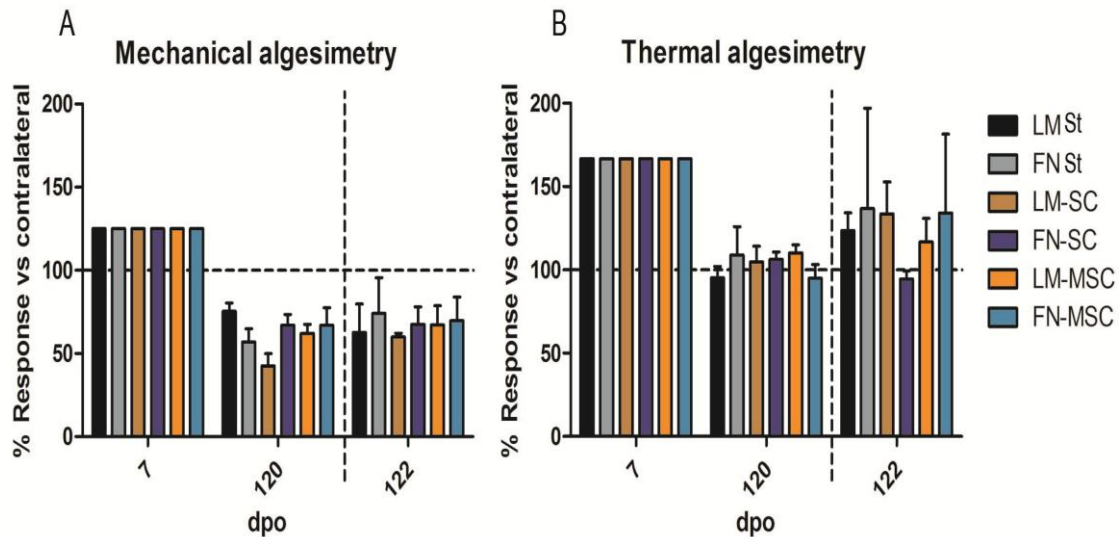 A
Mechanical algesimetry
% Response vs contralateral
200
150
100
50
0
7
120
122
dpo
B
Thermal algesimetry
% Response vs contralateral
200
150
100
50
0
7
120
122
dpo
LM St
FN St
LM-SC
FN-SC
LM-MSC
FN-MSC